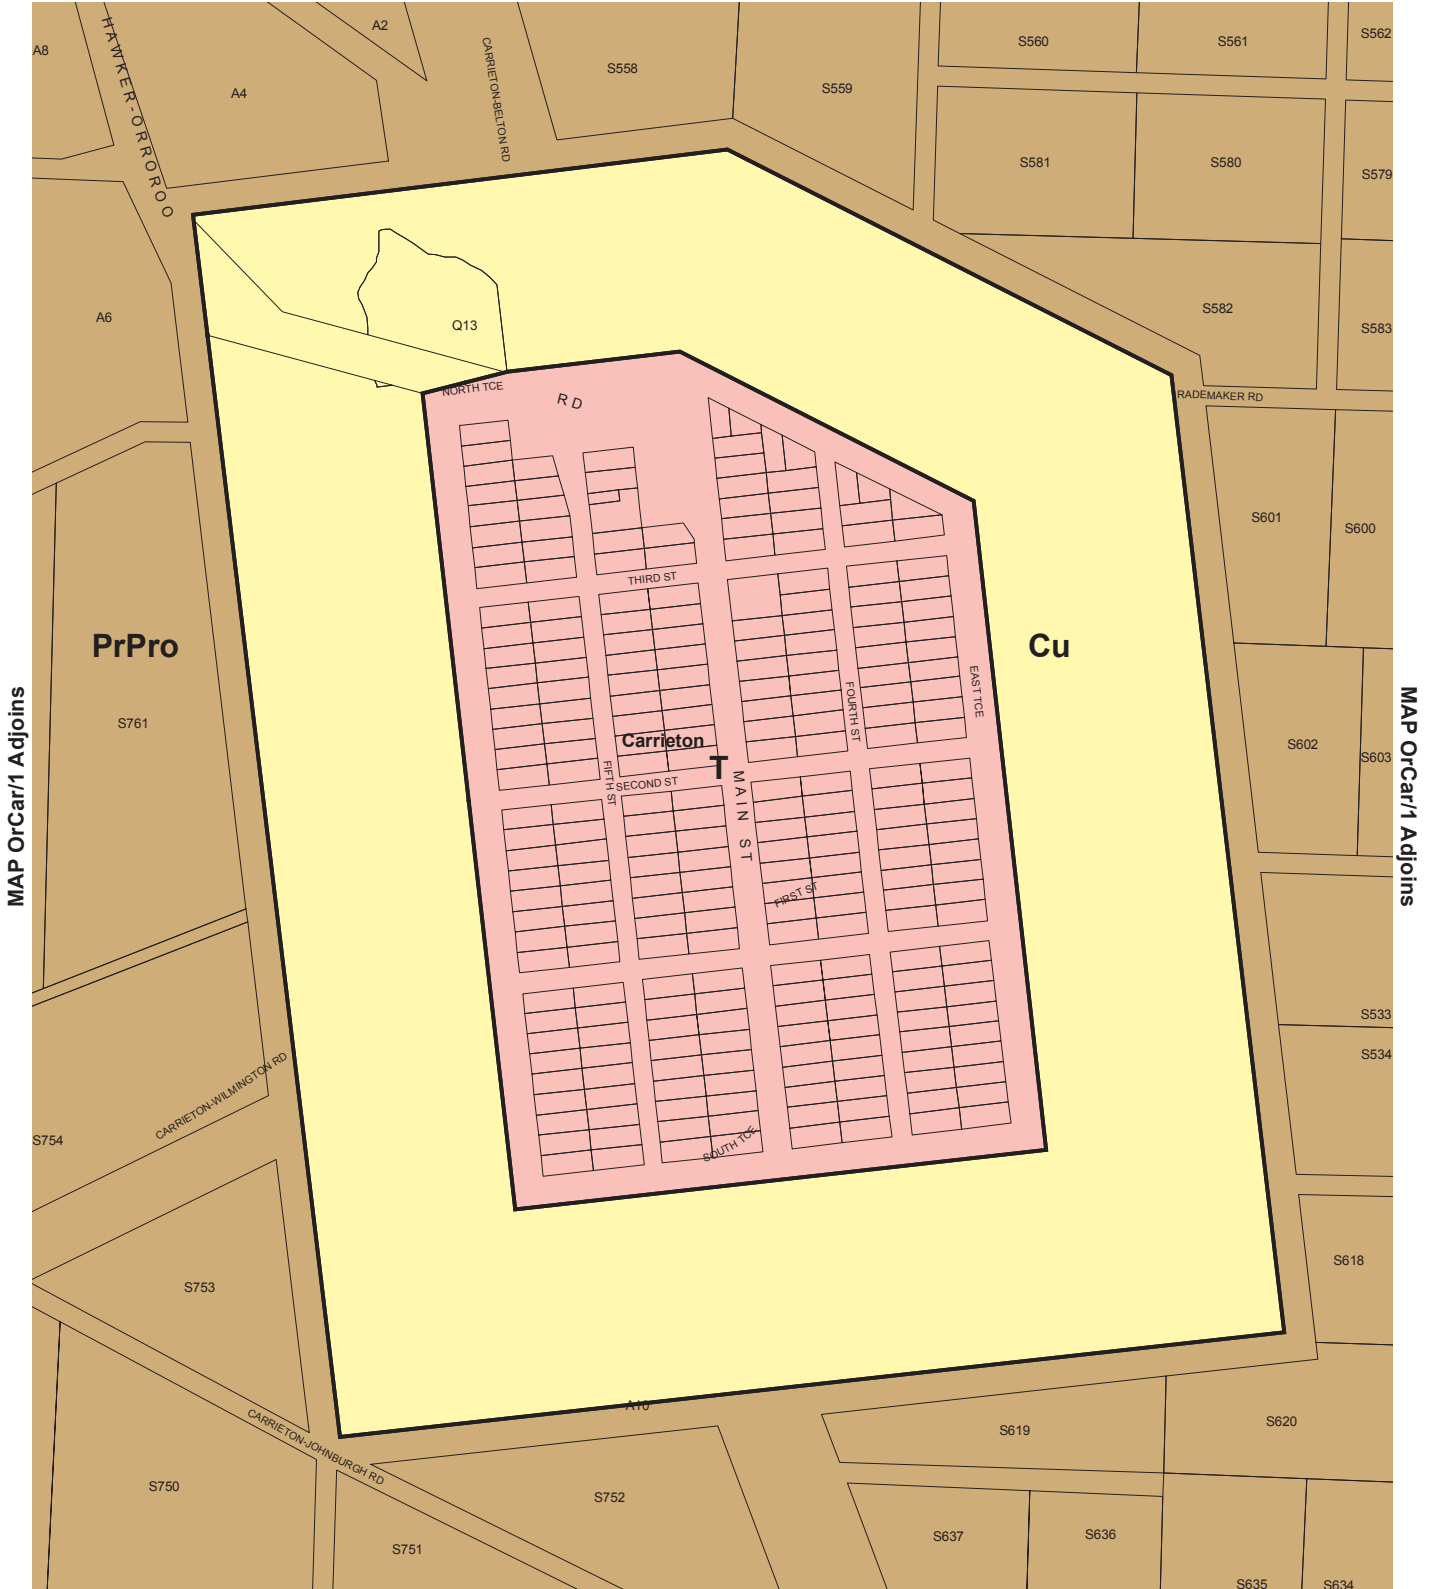 A8
HAWKER-ORROROO
A4
A2
CARRIETON-BELTON RD
S558
S559
S560
S561
S562
S581
S580
S579
A6
Q13
S582
S583
NORTH TCE
RD
RADEMAKER RD
S601
S600
THIRD ST
PrPro
Cu
S761
EAST TCE
FOURTH ST
Carrieton
T
S602
S603
MAP OrCar/1 Adjoins
MAP OrCar/1 Adjoins
FIFTH ST
SECOND ST
MAIN ST
FIRST ST
S533
S534
CARRIETON-WILMINGTON RD
S754
SOUTH TCE
S753
S618
A10
CARRIETON-JOHNBURGH RD
S619
S620
S750
S752
S751
S637
S636
S635
S634